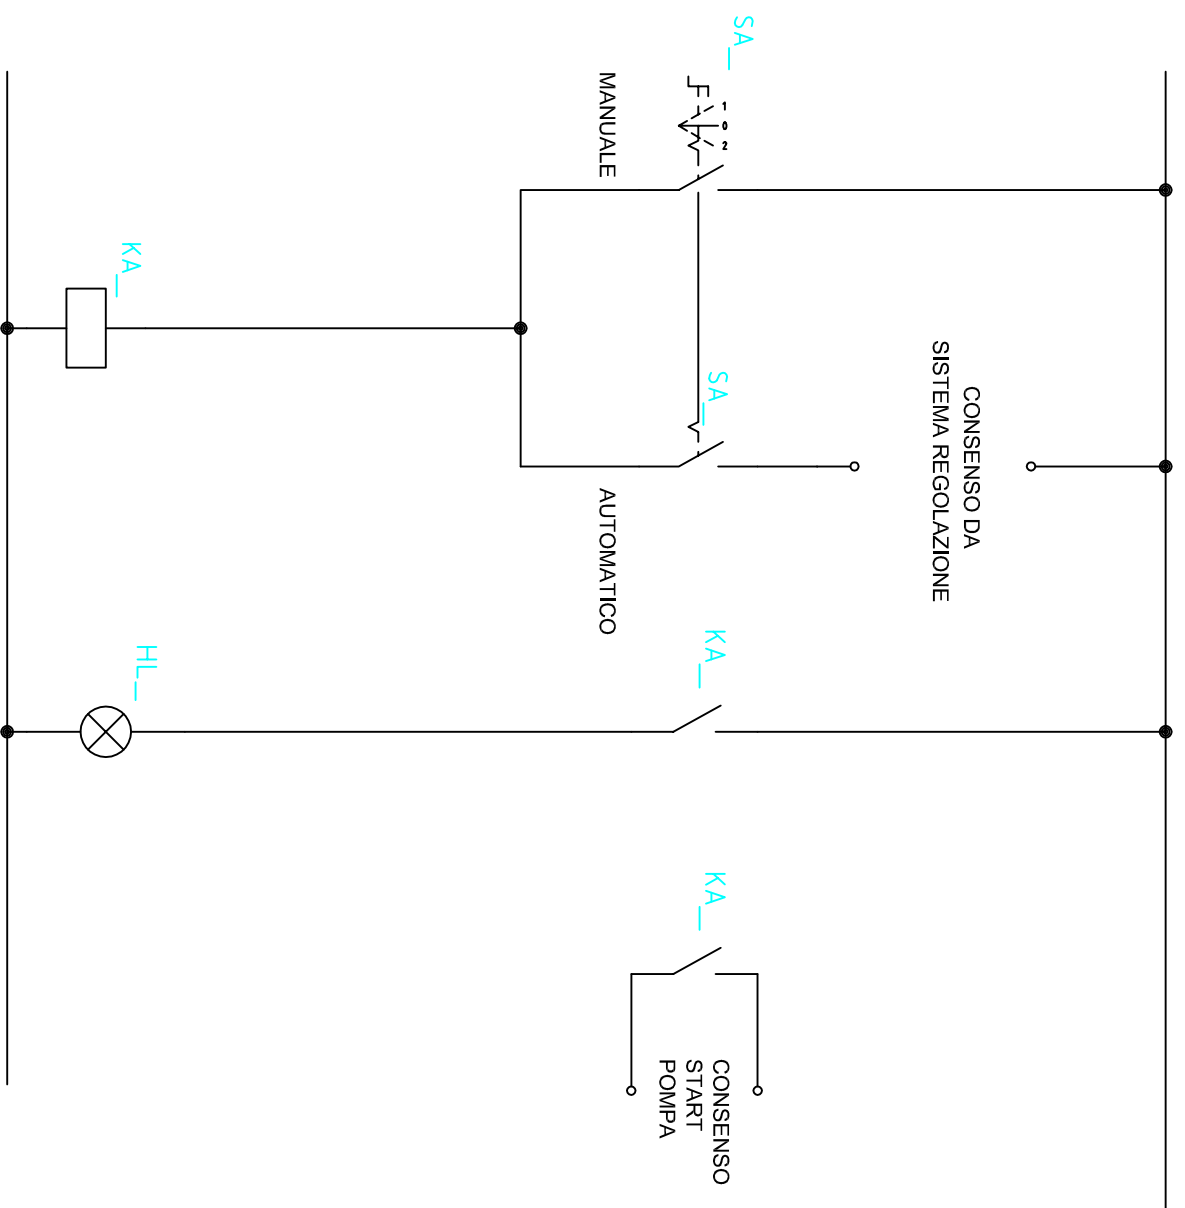 SA_
1
0
2
MANUALE
KA_
SA_
CONSENSO DA
SISTEMA REGOLAZIONE
AUTOMATICO
KA_
HL_
KA_
CONSENSO
START
POMPA